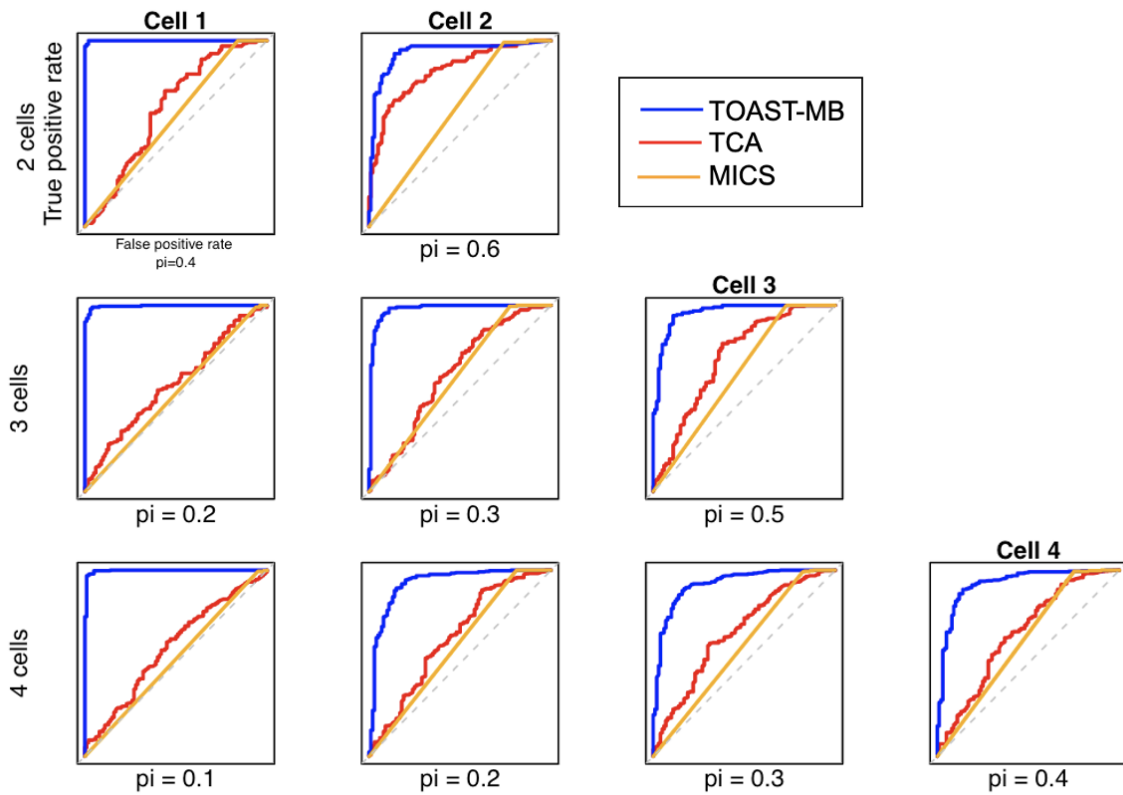 Cell 1
Cell 2
2 cells
True positive rate
TOAST-MB
TCA
MICS
False positive rate
pi=0.4
pi = 0.6
Cell 3
3 cells
pi = 0.2
pi = 0.3
pi = 0.5
Cell 4
4 cells
pi = 0.1
pi = 0.2
pi = 0.3
pi = 0.4